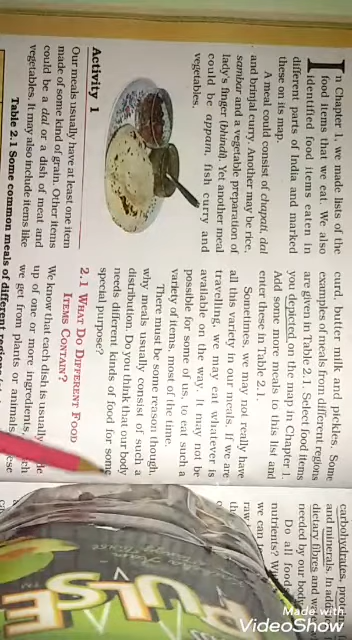 In Chapter 1, we made lists of the
food items that we eat. We also
identified food items eaten in
different parts of India and marked
these on its map.
A meal could consist of chapati, dal
and brinjal curry. Another may be rice,
sambar and a vegetable preparation of
lady's finger (bhindi). Yet another meal
could be appam, fish curry and
vegetables.
Activity 1
Our meals usually have at least one item
made of some kind of grain. Other items
could be a dal or a dish of meat and
vegetables. It may also include items like
curd, butter milk and pickles. Some
examples of meals from different regions
are given in Table 2.1. Select food items
you depicted on the map in Chapter 1.
Add some more meals to this list and
enter these in Table 2.1.
Sometimes, we may not really have
all this variety in our meals. If we are
travelling, we may eat whatever is
available on the way. It may not be
possible for some of us, to eat such a
variety of items, most of the time.
There must be some reason though,
why meals usually consist of such a
distribution. Do you think that our body
needs different kinds of food for some
special purpose?
2.1 WHAT DO DIFFERENT FOOD
ITEMS CONTAIN?
We know that each dish is usually
up of one or more ingredients,
we get from plants or animals.
Table 2.1 Some common meals of different regions
carbohydrates,
and minerals. In
dietary fibres and
needed by our body
Do all food
nutrients?
we can
raw
PULSE
Made with
VideoShow